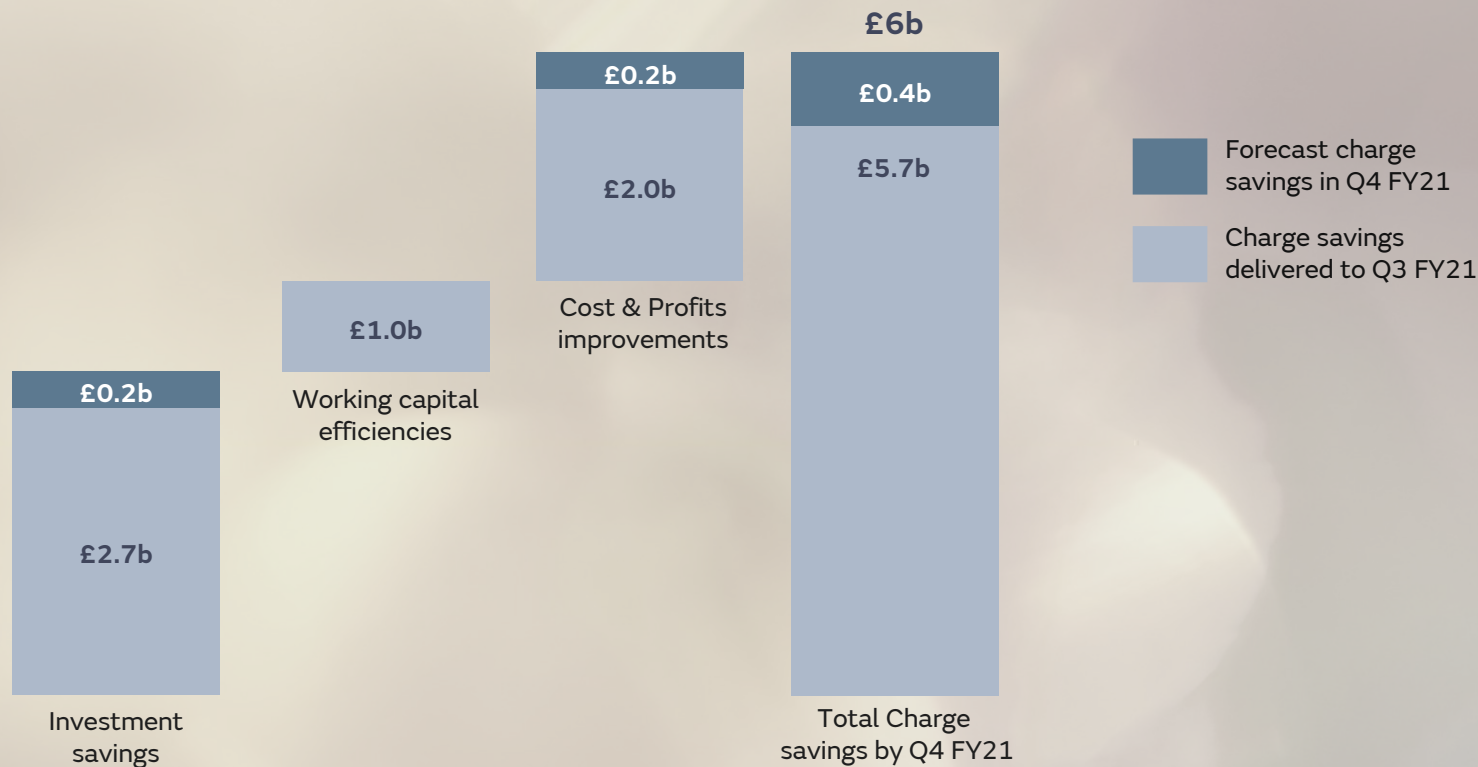 £6b
£0.2b
£0.4b
£2.0b
£5.7b
Forecast charge
savings in Q4 FY21
Charge savings
delivered to Q3 FY21
Cost & Profits
improvements
£1.0b
Working capital
efficiencies
£0.2b
£2.7b
Investment
savings
Total Charge
savings by Q4 FY21